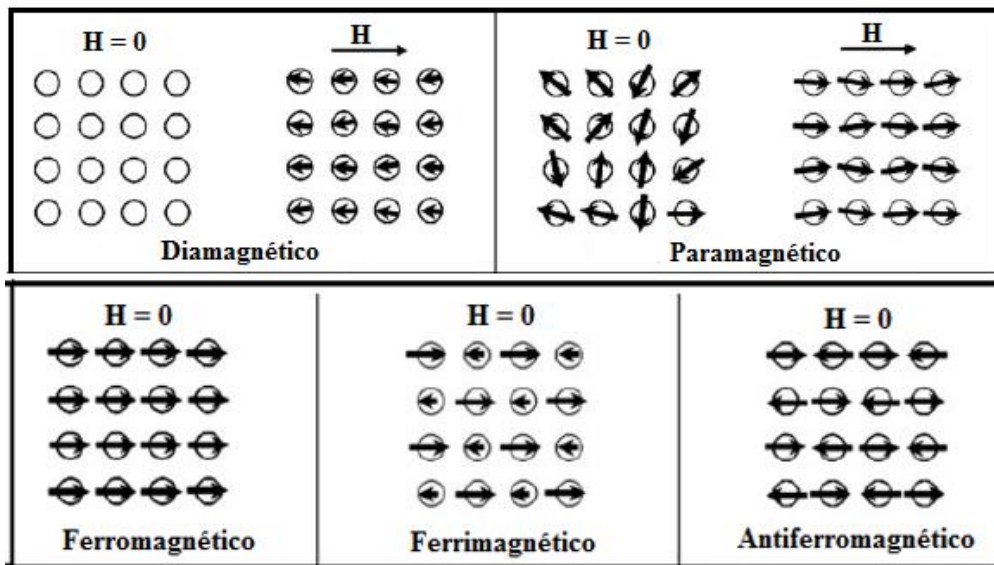 H = 0
H
Diamagnético
H = 0
H
Paramagnético
H = 0
Ferromagnético
H = 0
Ferrimagnético
H = 0
Antiferromagnético